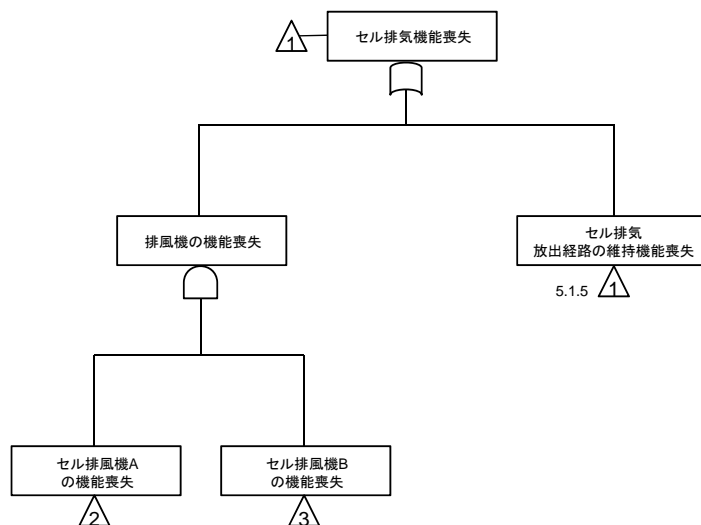 1
セル排気機能喪失
排風機の機能喪失
セル排気
放出経路の維持機能喪失
5.1.5
1
セル排風機A
の機能喪失
セル排風機B
の機能喪失
2
3